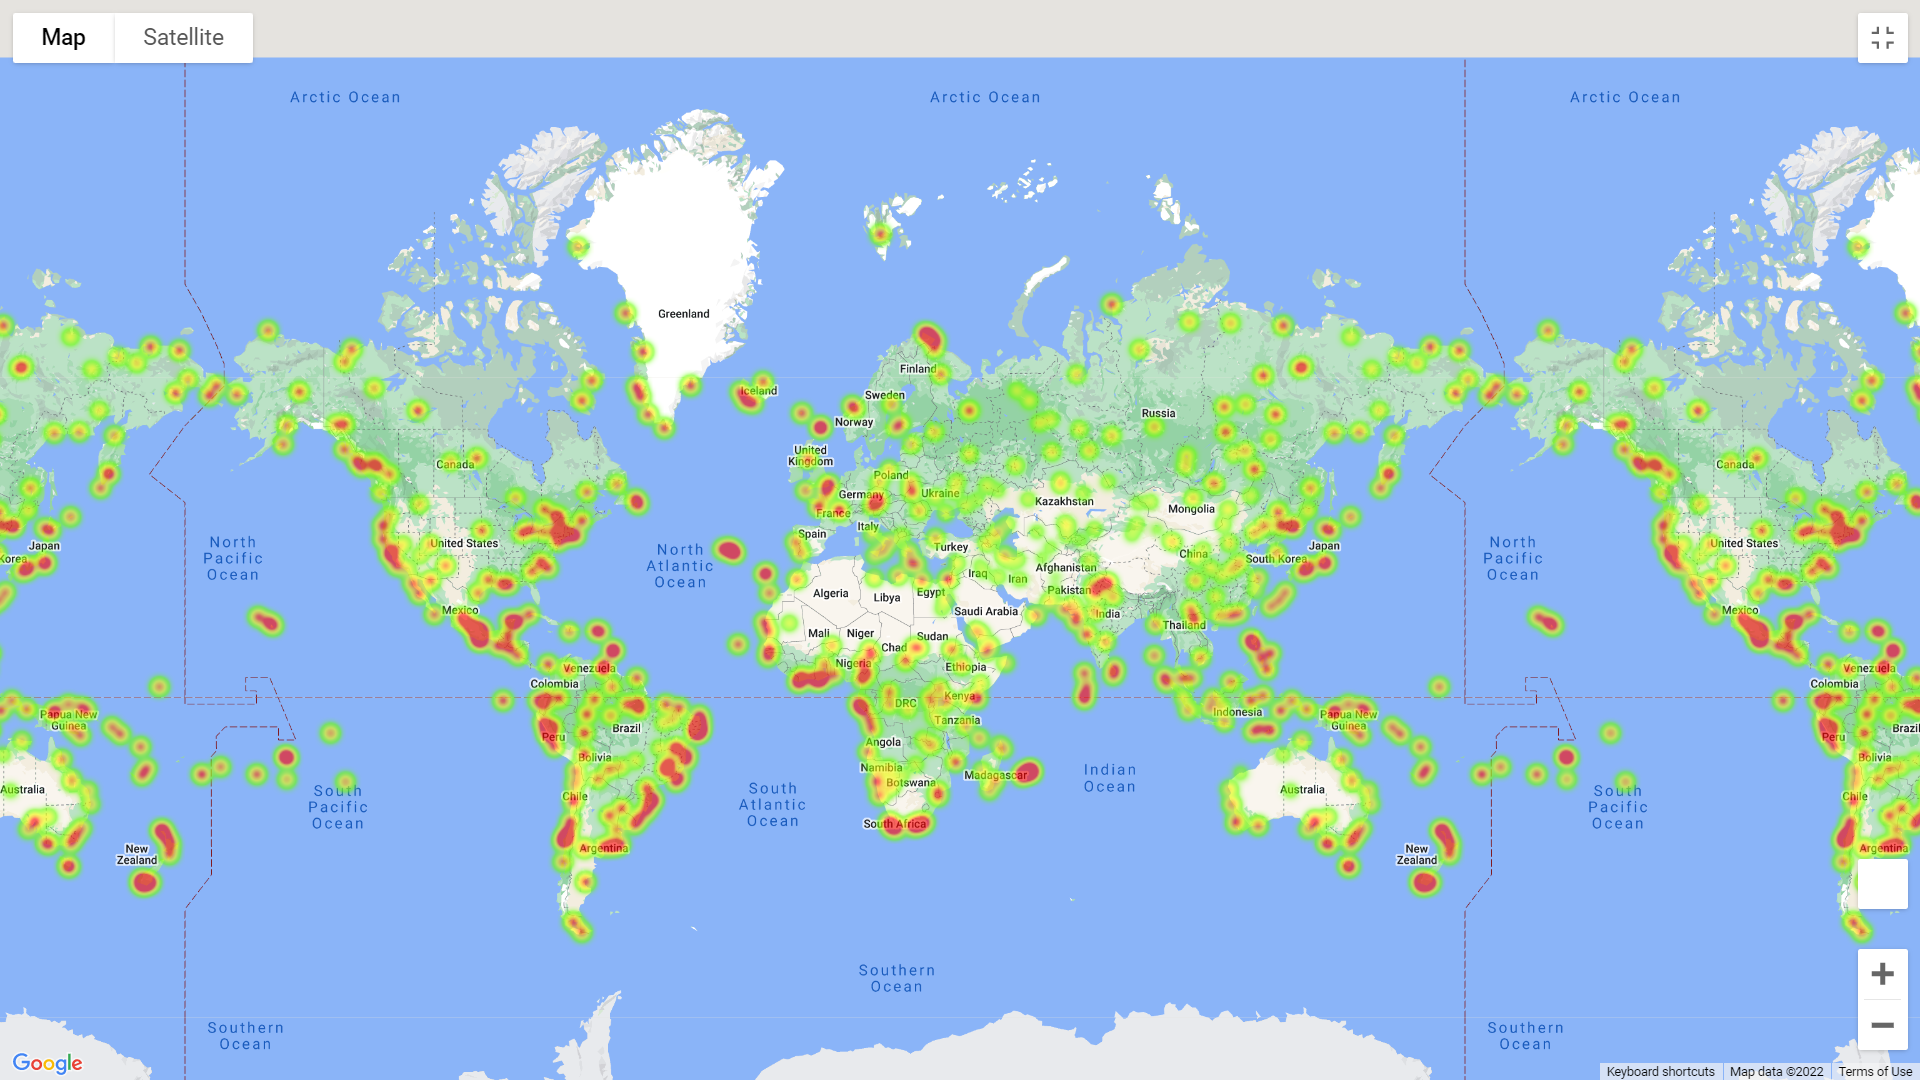 Map
Satellite
Arctic Ocean
Arctic Ocean
Arctic Ocean
Greenland
Iceland
Finland
Sweden
Norway
Russia
United
Kingdom
Canada
Canada
Poland
Germany
Ukraine
Kazakhstan
France
Mongolia
Italy
Spain
Turkey
North
Pacific
Ocean
United States
North
Atlantic
Ocean
Japan
Korea
China
South Korea
Japan
North
Pacific
Ocean
United States
Afghanistan
Iraq
Iran
Pakistan
Algeria
Libya
Egypt
Saudi Arabia
India
Mexico
Mexico
Mali
Niger
Chad
Sudan
Thailand
Nigeria
Ethiopia
Venezuela
Venezuela
Colombia
Colombia
Kenya
DRC
Tanzania
Indonesia
Papua New
Guinea
Papua New
Guinea
Brazil
Brazil
Peru
Peru
Angola
Bolivia
Bolivia
Namibia
Botswana
Madagascar
Indian
Ocean
Australia
Australia
Chile
Chile
South
Pacific
Ocean
South
Atlantic
Ocean
South
Pacific
Ocean
South Africa
Argentina
Argentina
New
Zealand
New
Zealand
Southern
Ocean
Southern
Ocean
Southern
Ocean
Google
Keyboard shortcuts
Map data ©2022
Terms of Use